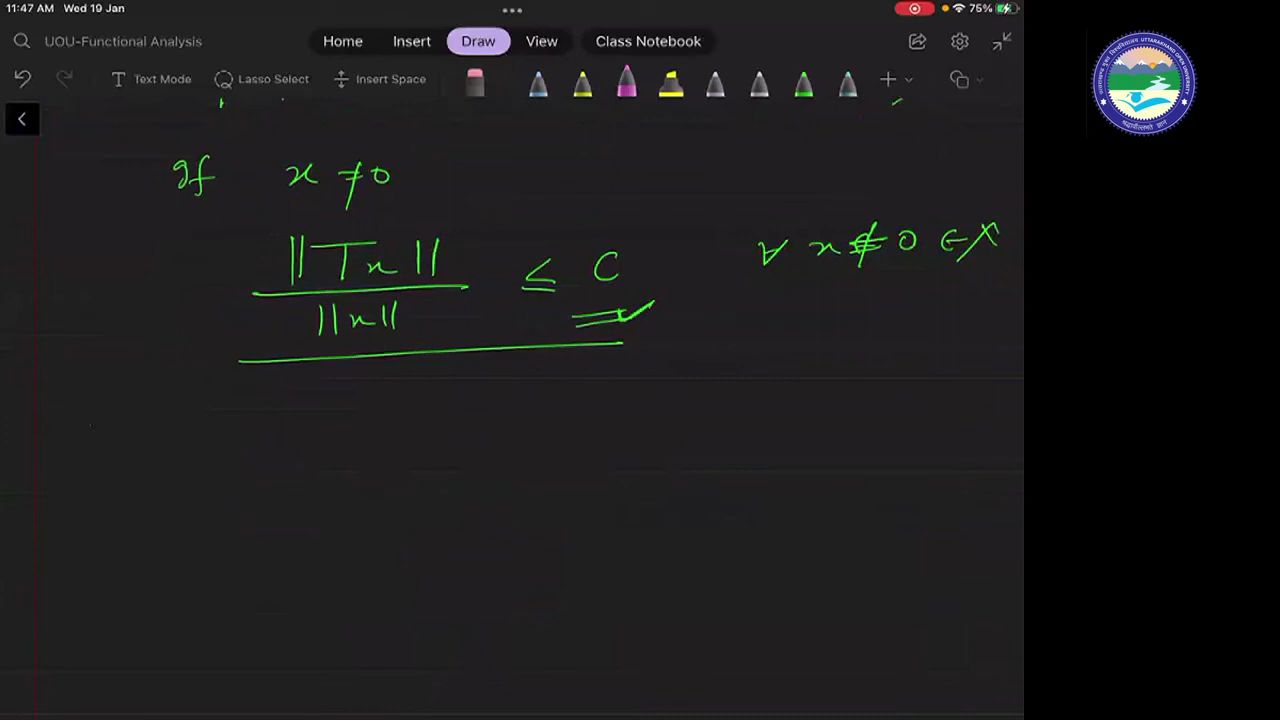 11:47 AM Wed 19 Jan
75%
UOU-Functional Analysis
Home Insert Draw View Class Notebook
Text Mode Lasso Select Insert Space
If x ≠ 0
||Tx|| / ||x|| ≤ C ∀ x ≠ 0 ∈ X